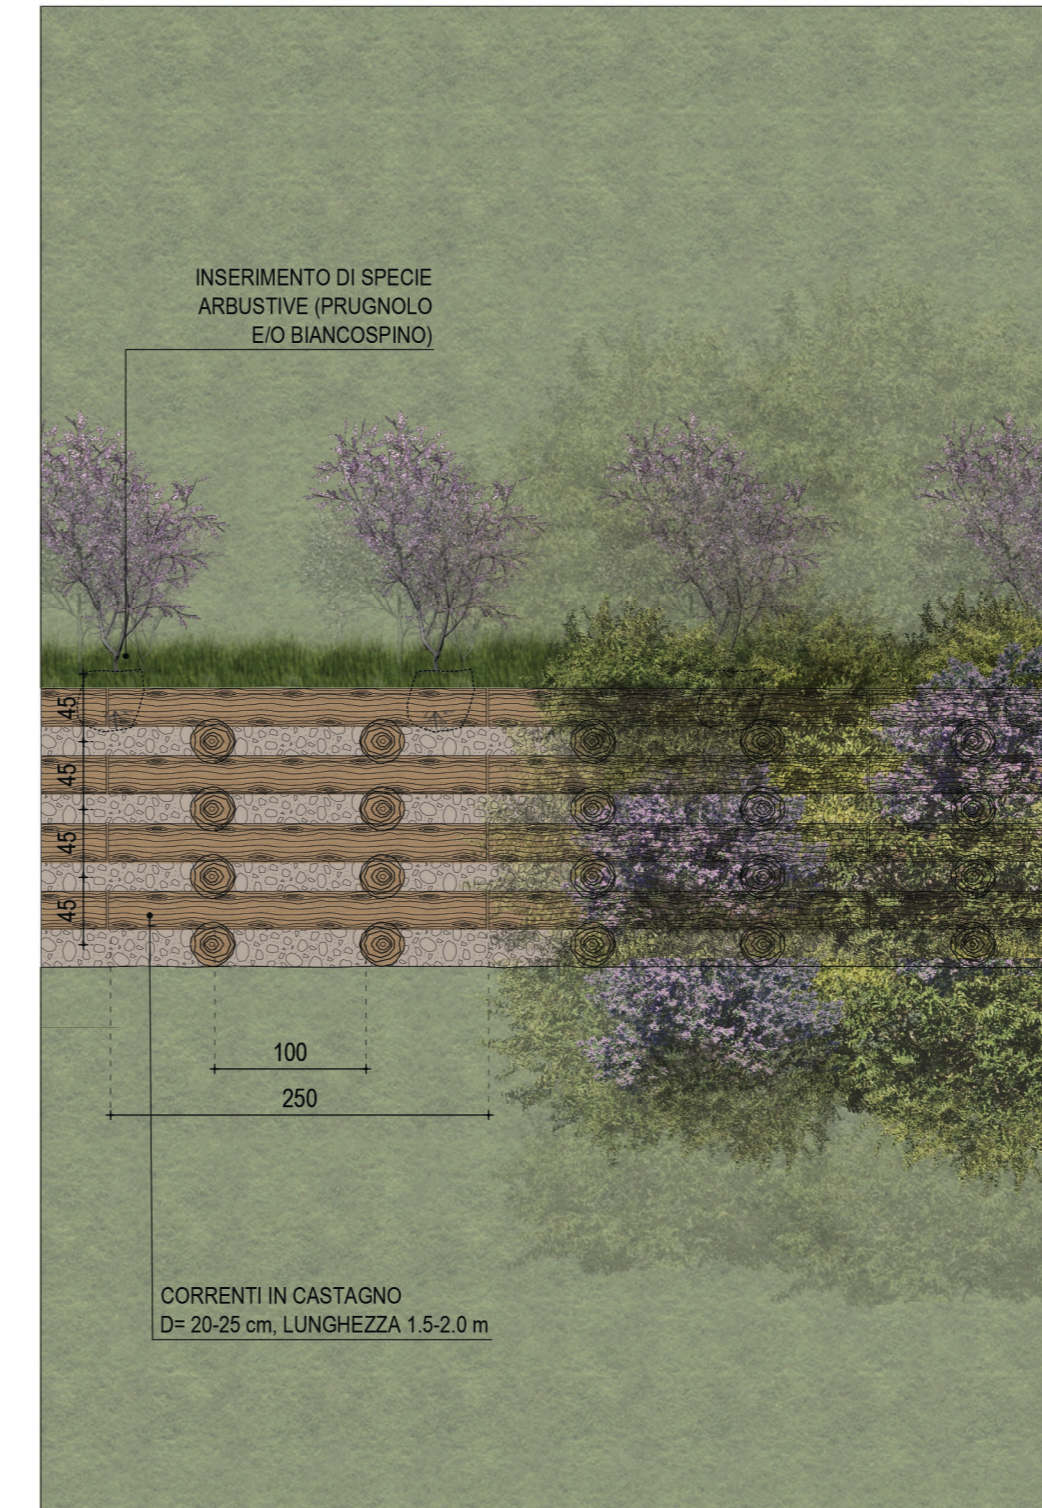 INSERIMENTO DI SPECIE
ARBUSTIVE (PRUGNOLO
E/O BIANCOSPINO)
45
45
45
45
100
250
CORRENTI IN CASTAGNO
D= 20-25 cm, LUNGHEZZA 1.5-2.0 m